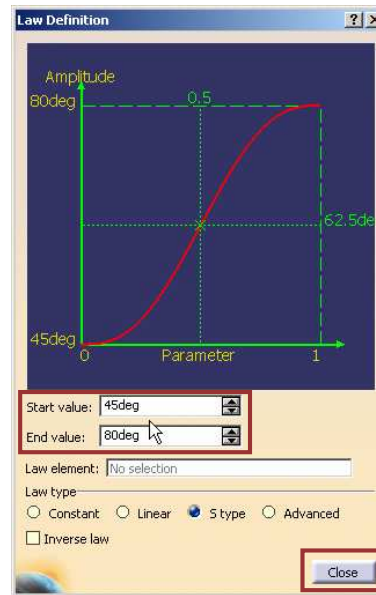 Law Definition
Amplitude
80deg
0.5
62.5de
45deg
0
Parameter
1
Start value: 45deg
End value: 80deg
Law element: No selection
Law type
Constant Linear S type Advanced
Inverse law
Close